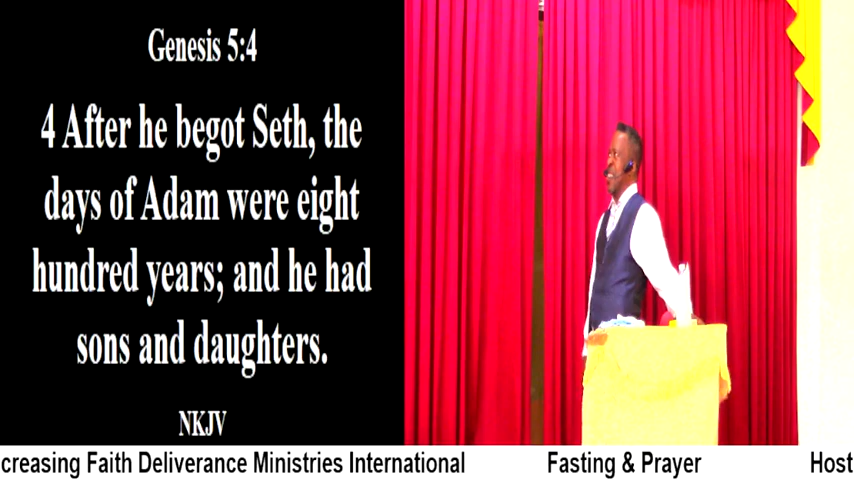 Genesis 5:4
4 After he begot Seth, the
days of Adam were eight
hundred years; and he had
sons and daughters.
NKJV
creasing Faith Deliverance Ministries International Fasting & Prayer Host